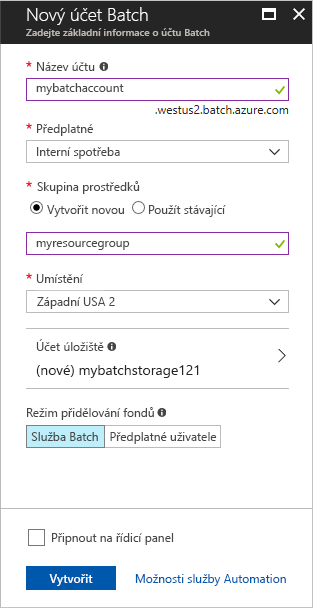 Nový účet Batch
Zadejte základní informace o účtu Batch
* Název účtu
mybatchaccount
.westus2.batch.azure.com
* Předplatné
Interní spotřeba
* Skupina prostředků
Vytvořit novou Použít stávající
myresourcegroup
* Umístění
Západní USA 2
Účet úložiště
(nové) mybatchstorage121
Režim přidělování fondů
Služba Batch Předplatné uživatele
Připnout na řídicí panel
Vytvořit Možnosti služby Automation